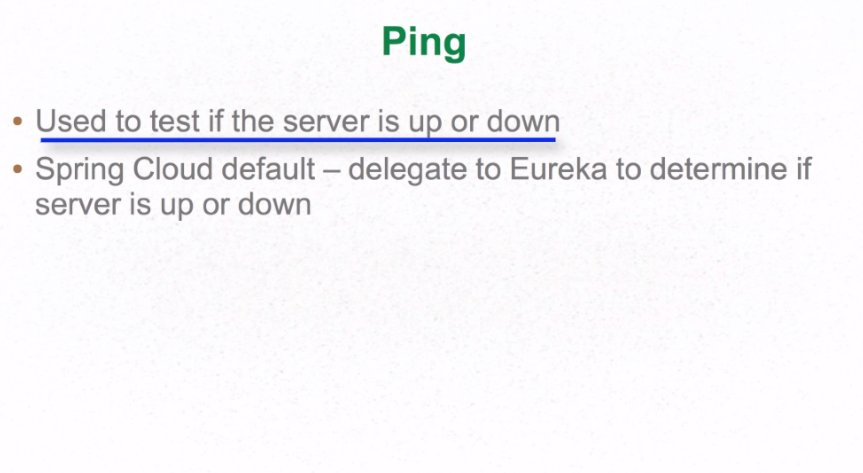 Ping
• Used to test if the server is up or down
• Spring Cloud default – delegate to Eureka to determine if
server is up or down